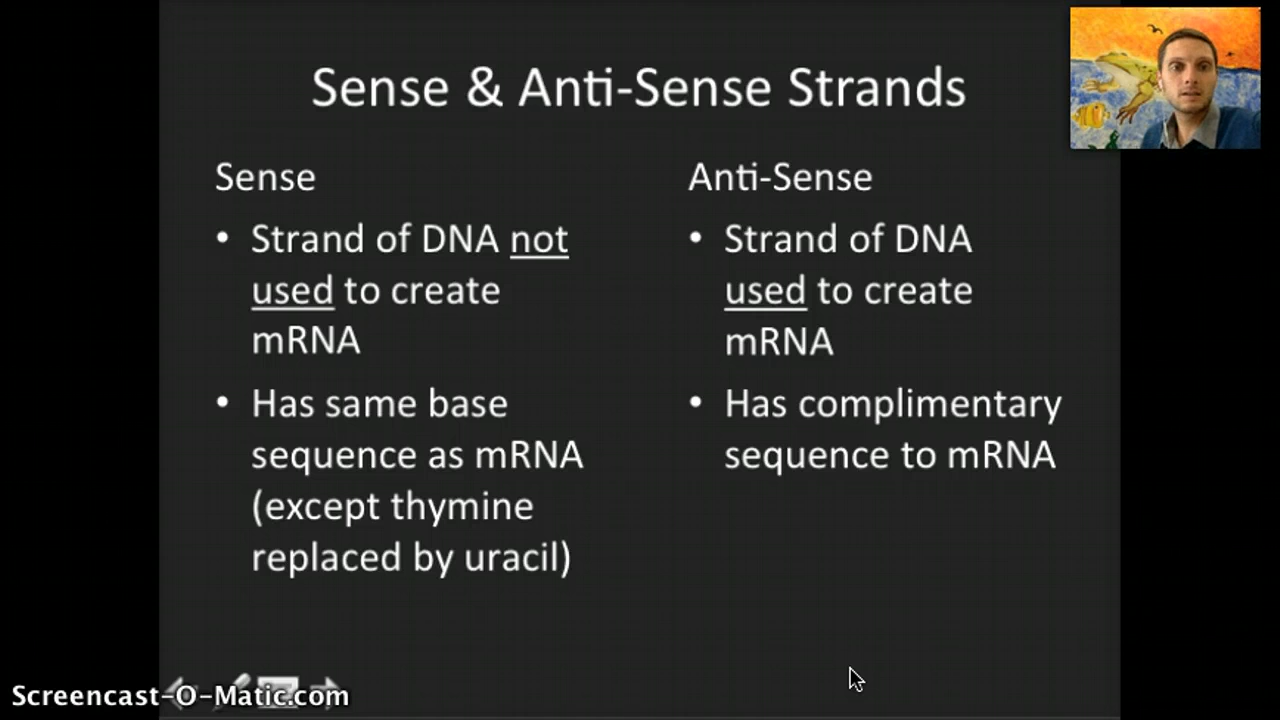 Sense & Anti-Sense Strands
Sense
• Strand of DNA not
used to create
mRNA
• Has same base
sequence as mRNA
(except thymine
replaced by uracil)
Anti-Sense
• Strand of DNA
used to create
mRNA
• Has complimentary
sequence to mRNA
Screencast-O-Matic.com